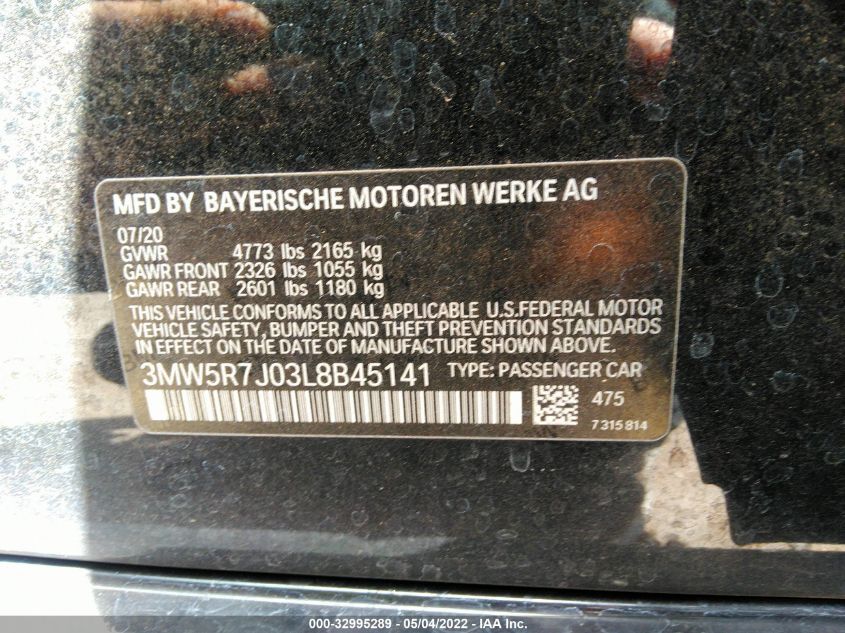 MFD BY BAYERISCHE MOTOREN WERKE AG
07/20
GVWR 4773 lbs 2165 kg
GAWR FRONT 2326 lbs 1055 kg
GAWR REAR 2601 lbs 1180 kg
THIS VEHICLE CONFORMS TO ALL APPLICABLE U.S.FEDERAL MOTOR
VEHICLE SAFETY, BUMPER AND THEFT PREVENTION STANDARDS
IN EFFECT ON THE DATE OF MANUFACTURE SHOWN ABOVE.
3MW5R7J03L8B45141 TYPE: PASSENGER CAR
475
7315814
000-32995289 - 05/04/2022 - IAA Inc.